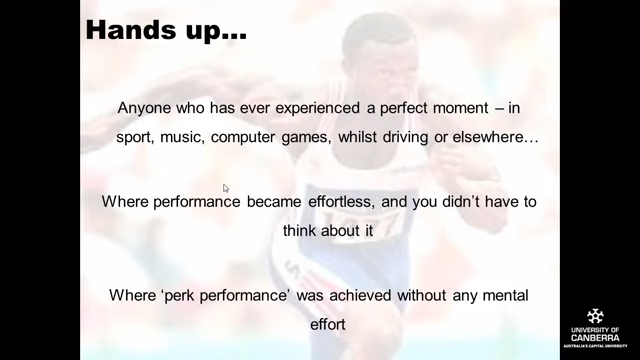 Hands up...
Anyone who has ever experienced a perfect moment – in
sport, music, computer games, whilst driving or elsewhere…
Where performance became effortless, and you didn't have to
think about it
Where 'perk performance' was achieved without any mental
effort
UNIVERSITY OF
CANBERRA
AUSTRALIA'S CAPITAL UNIVERSITY